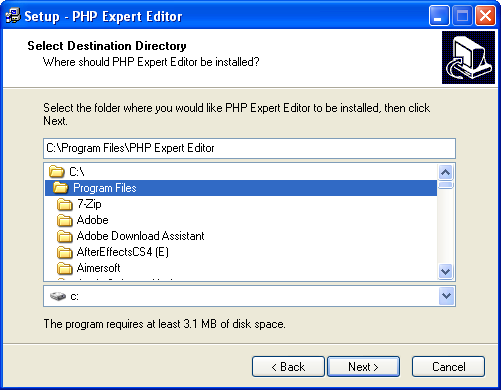 Setup - PHP Expert Editor
Select Destination Directory
Where should PHP Expert Editor be installed?
Select the folder where you would like PHP Expert Editor to be installed, then click
Next.
C:\Program Files\PHP Expert Editor
C:\
Program Files
7-Zip
Adobe
Adobe Download Assistant
AfterEffectsCS4 (E)
Aimersoft
c:
The program requires at least 3.1 MB of disk space.
< Back
Next >
Cancel